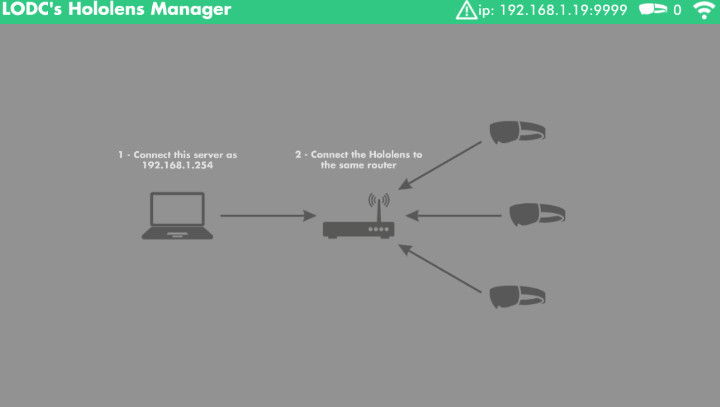 LODC's Hololens Manager
ip: 192.168.1.19:9999
0
1 - Connect this server as
192.168.1.254
2 - Connect the Hololens to
the same router